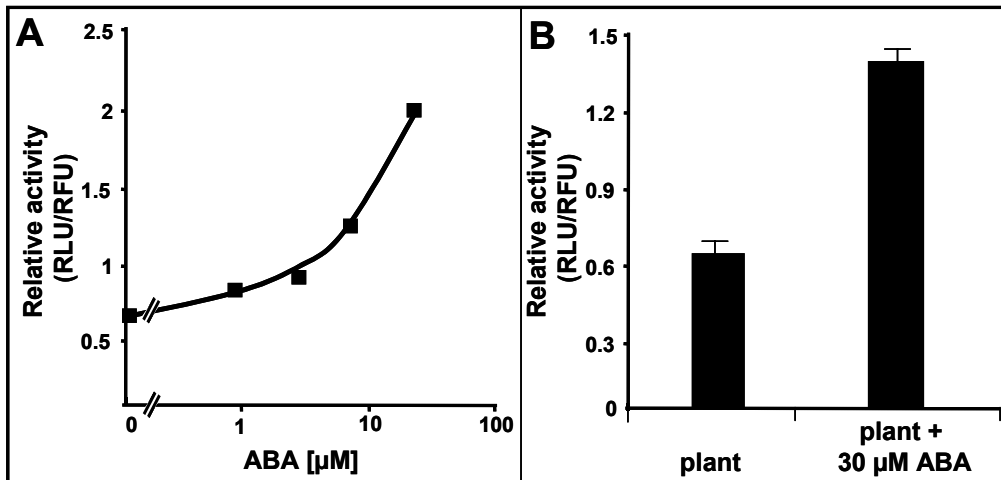 A
2.5
2
1.5
1
0.5
0
1
10
100
Relative activity
(RLU/RFU)
ABA [µM]
B
1.5
1.2
0.9
0.6
0.3
0
Relative activity
(RLU/RFU)
plant
plant +
30 µM ABA